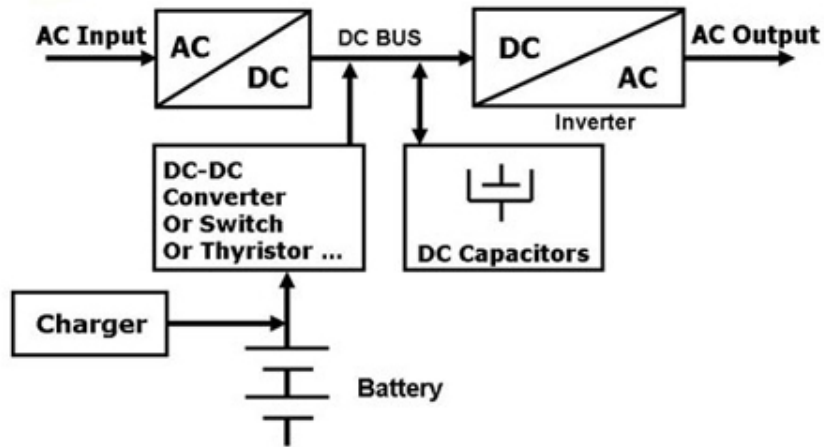 AC Input
AC
DC
DC BUS
DC
AC
AC Output
Inverter
DC-DC
Converter
Or Switch
Or Thyristor ...
DC Capacitors
Charger
Battery